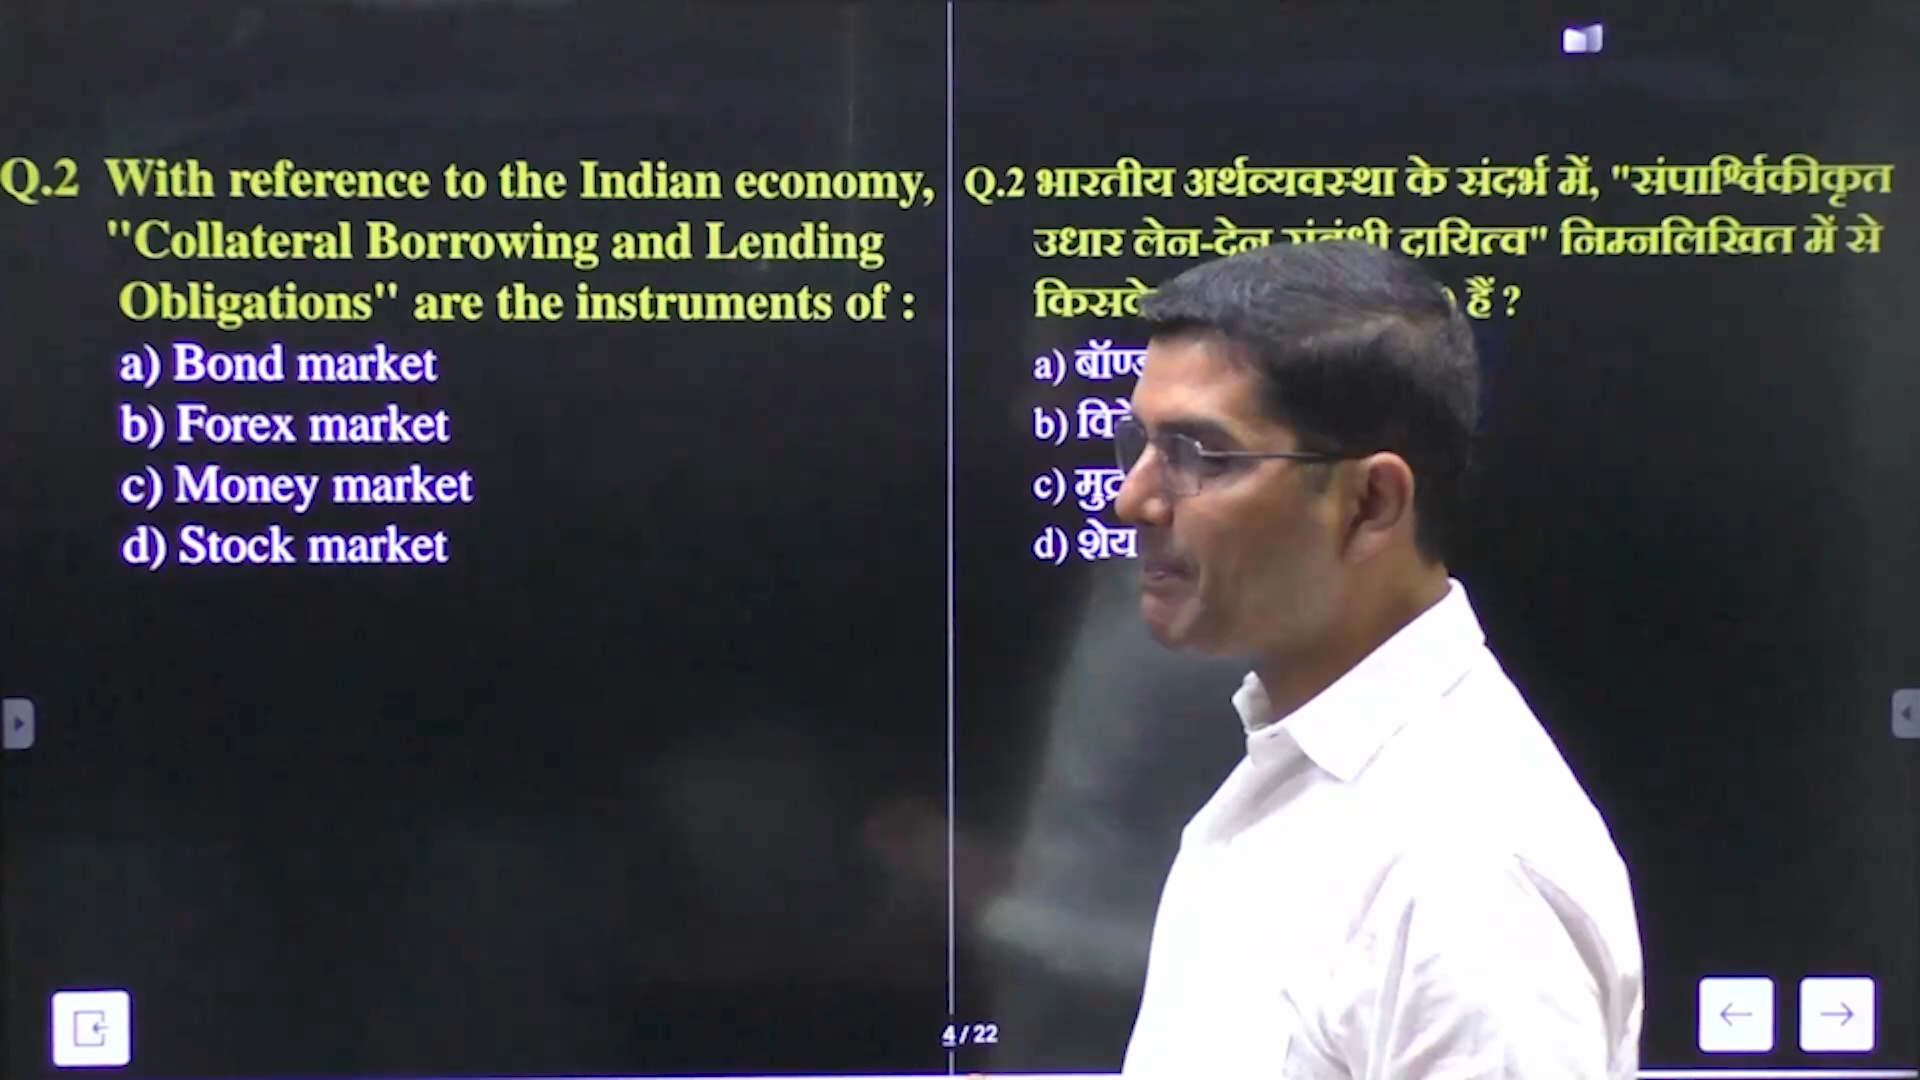 Q.2 With reference to the Indian economy,
"Collateral Borrowing and Lending
Obligations" are the instruments of :
a) Bond market
b) Forex market
c) Money market
d) Stock market
Q.2 भारतीय अर्थव्यवस्था के संदर्भ में, "संपार्श्विकीकृत
उधार लेन-देन दायित्व" निम्नलिखित में से
हैं ?
a)
b)
c)
d)
4 / 22